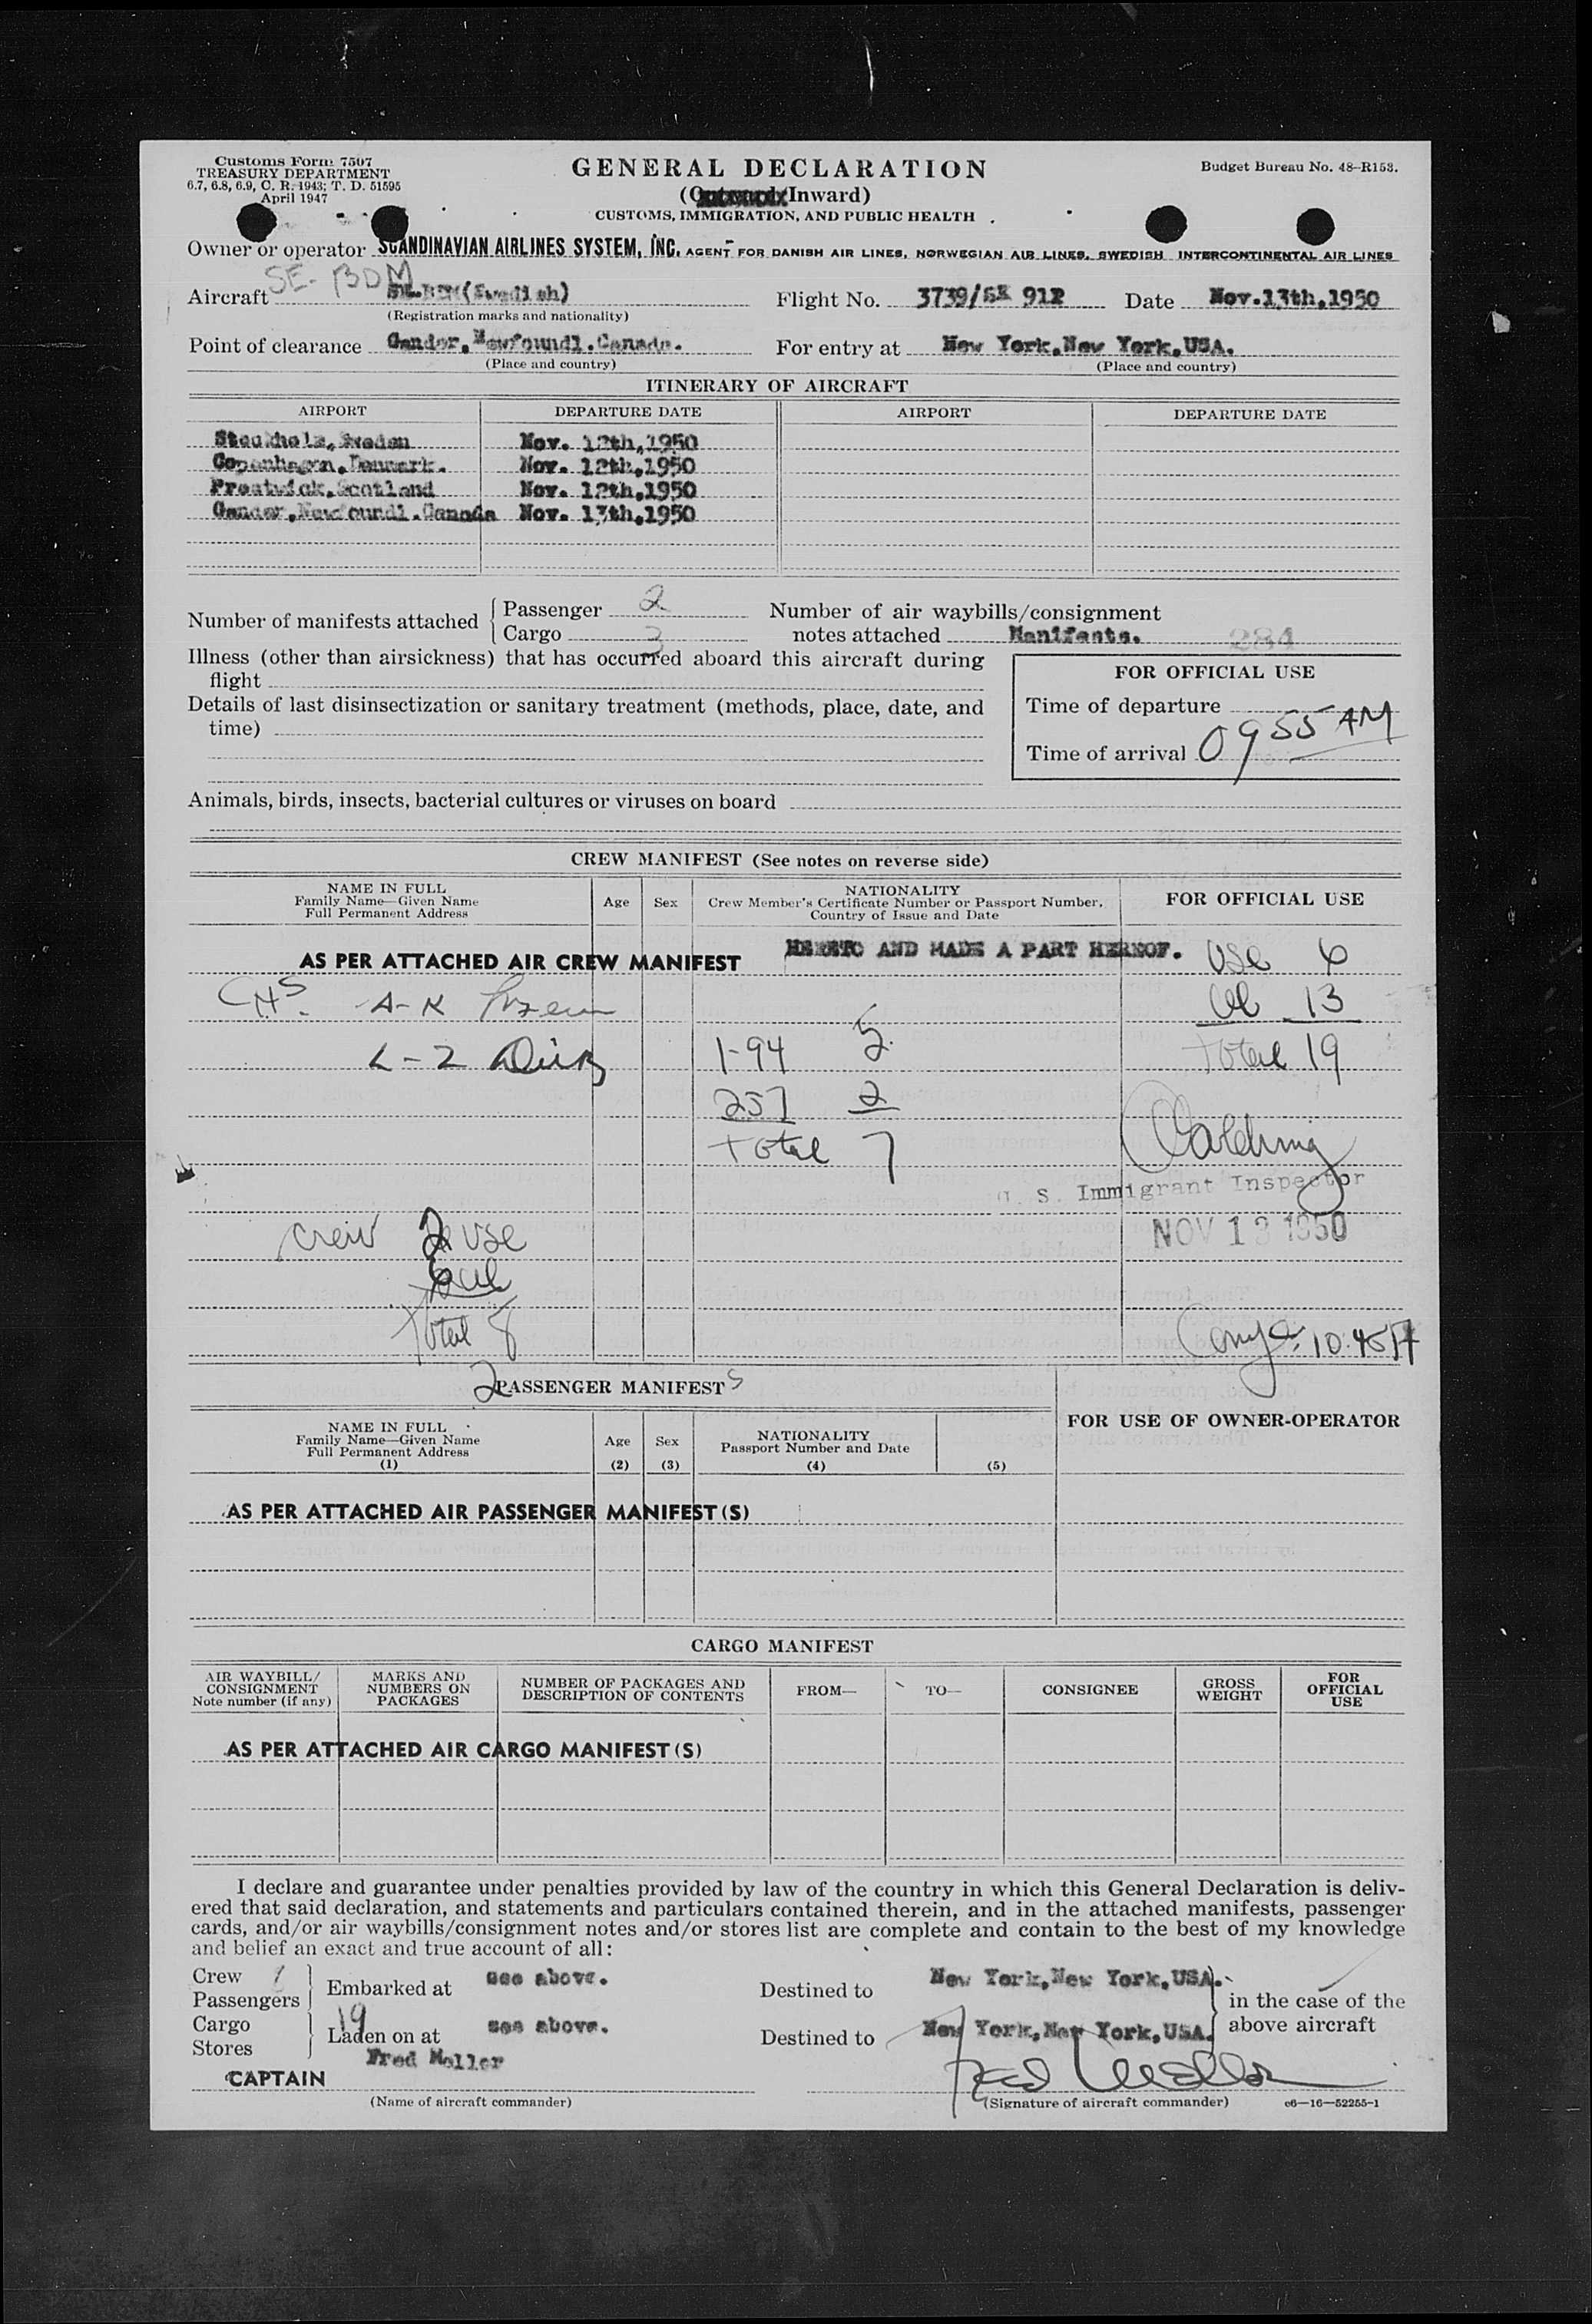 Customs Form 7507
TREASURY DEPARTMENT
6.7, 6.8, 6.9, C. R. 1943; T. D. 51595
April 1947
GENERAL DECLARATION
(Outward/Inward)
CUSTOMS, IMMIGRATION, AND PUBLIC HEALTH
Budget Bureau No. 48-R153.
Owner or operator SCANDINAVIAN AIRLINES SYSTEM, INC. AGENT FOR DANISH AIR LINES, NORWEGIAN AIR LINES, SWEDISH INTERCONTINENTAL AIR LINES
SE-BDM
Aircraft (Swedish) Flight No. 3739/SK 912 Date Nov.13th,1950
(Registration marks and nationality)
Point of clearance Gander, Newfoundl.Canada. For entry at New York,New York,USA.
(Place and country) (Place and country)
ITINERARY OF AIRCRAFT
AIRPORT DEPARTURE DATE AIRPORT DEPARTURE DATE
Stockholm, Sweden Nov. 12th,1950
Copenhagen,Denmark. Nov. 12th,1950
Prestwick,Scotland Nov. 12th,1950
Gander,Newfoundl.Canada Nov. 13th,1950
Number of manifests attached Passenger 2
Cargo 3
Number of air waybills/consignment
notes attached Manifests. 284
Illness (other than airsickness) that has occurred aboard this aircraft during
flight
Details of last disinsectization or sanitary treatment (methods, place, date, and
time)
FOR OFFICIAL USE
Time of departure
Time of arrival 0955 AM
Animals, birds, insects, bacterial cultures or viruses on board
CREW MANIFEST (See notes on reverse side)
NAME IN FULL
Family Name—Given Name
Full Permanent Address
Age Sex
NATIONALITY
Crew Member's Certificate Number or Passport Number,
Country of Issue and Date
FOR OFFICIAL USE
AS PER ATTACHED AIR CREW MANIFEST HERETO AND MADE A PART HEREOF. USC 6
A-K 13
L-Z 1-94 5 Total 19
257 2
Total 7
U. S. Immigrant Inspector
Crew 2 USC NOV 13 1950
6
Total 8
10:45A
2 PASSENGER MANIFESTS
NAME IN FULL
Family Name—Given Name
Full Permanent Address
(1)
Age
(2)
Sex
(3)
NATIONALITY
Passport Number and Date
(4)
(5)
FOR USE OF OWNER-OPERATOR
AS PER ATTACHED AIR PASSENGER MANIFEST(S)
CARGO MANIFEST
AIR WAYBILL/
CONSIGNMENT
Note number (if any)
MARKS AND
NUMBERS ON
PACKAGES
NUMBER OF PACKAGES AND
DESCRIPTION OF CONTENTS
FROM—
TO—
CONSIGNEE
GROSS
WEIGHT
FOR
OFFICIAL
USE
AS PER ATTACHED AIR CARGO MANIFEST(S)
I declare and guarantee under penalties provided by law of the country in which this General Declaration is deliv-
ered that said declaration, and statements and particulars contained therein, and in the attached manifests, passenger
cards, and/or air waybills/consignment notes and/or stores list are complete and contain to the best of my knowledge
and belief an exact and true account of all:
Crew
Passengers 19
Embarked at see above. Destined to New York,New York,USA.
Cargo
Stores
Laden on at see above. Destined to New York,New York,USA.
in the case of the
above aircraft
Fred Moller
CAPTAIN
(Name of aircraft commander) (Signature of aircraft commander) c6—16—52255-1